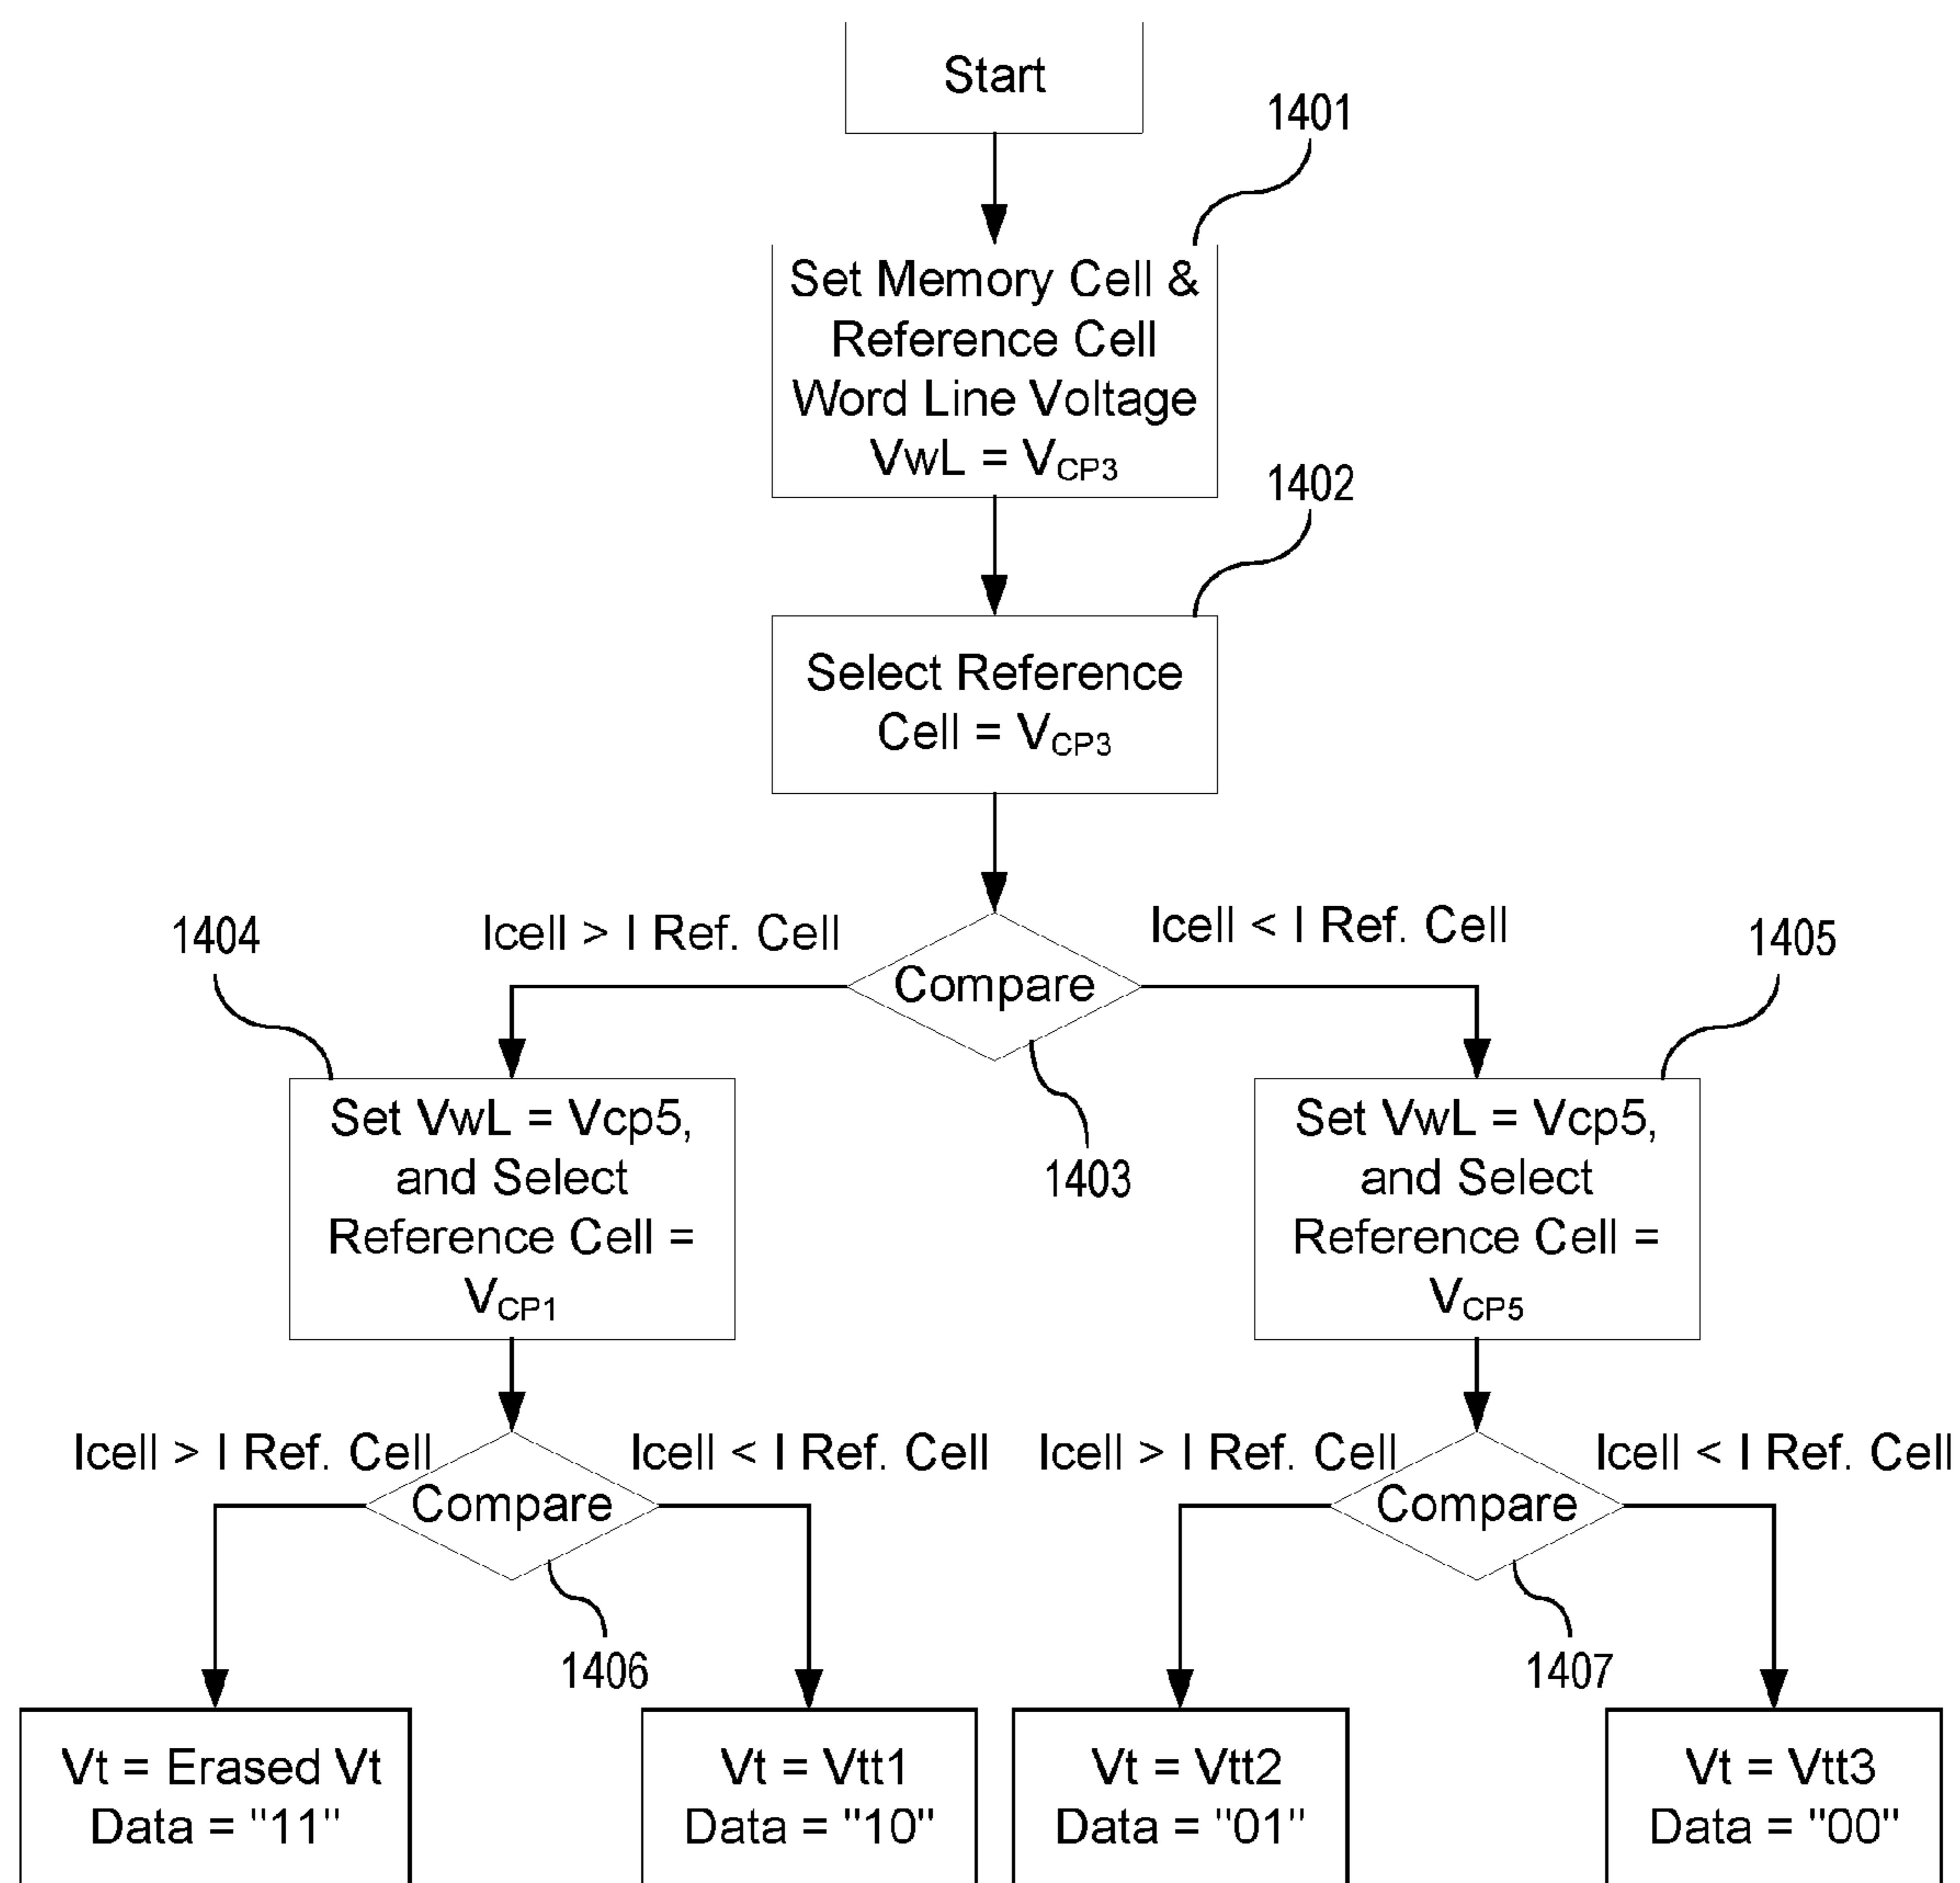 Start
1401
Set Memory Cell &
Reference Cell
Word Line Voltage
VwL = VCP3
1402
Select Reference
Cell = VCP3
Icell > I Ref. Cell
Icell < I Ref. Cell
1404
1405
Compare
1403
Set VwL = Vcp5,
and Select
Reference Cell =
VCP1
Set VwL = Vcp5,
and Select
Reference Cell =
VCP5
Icell > I Ref. Cell
Icell < I Ref. Cell
Icell > I Ref. Cell
Icell < I Ref. Cell
Compare
Compare
1406
1407
Vt = Erased Vt
Data = "11"
Vt = Vtt1
Data = "10"
Vt = Vtt2
Data = "01"
Vt = Vtt3
Data = "00"